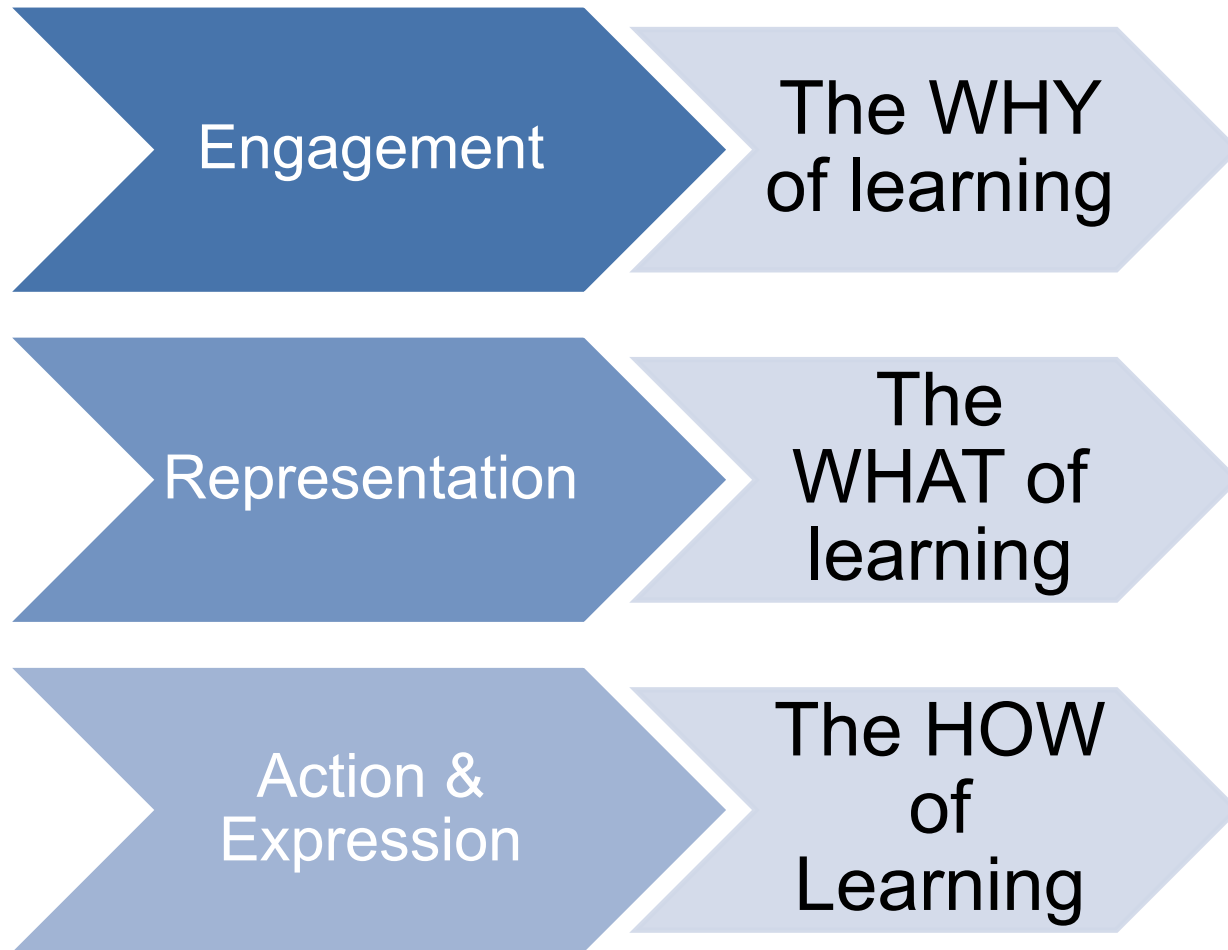 Engagement
The WHY
of learning
Representation
The
WHAT of
learning
Action &
Expression
The HOW
of
Learning